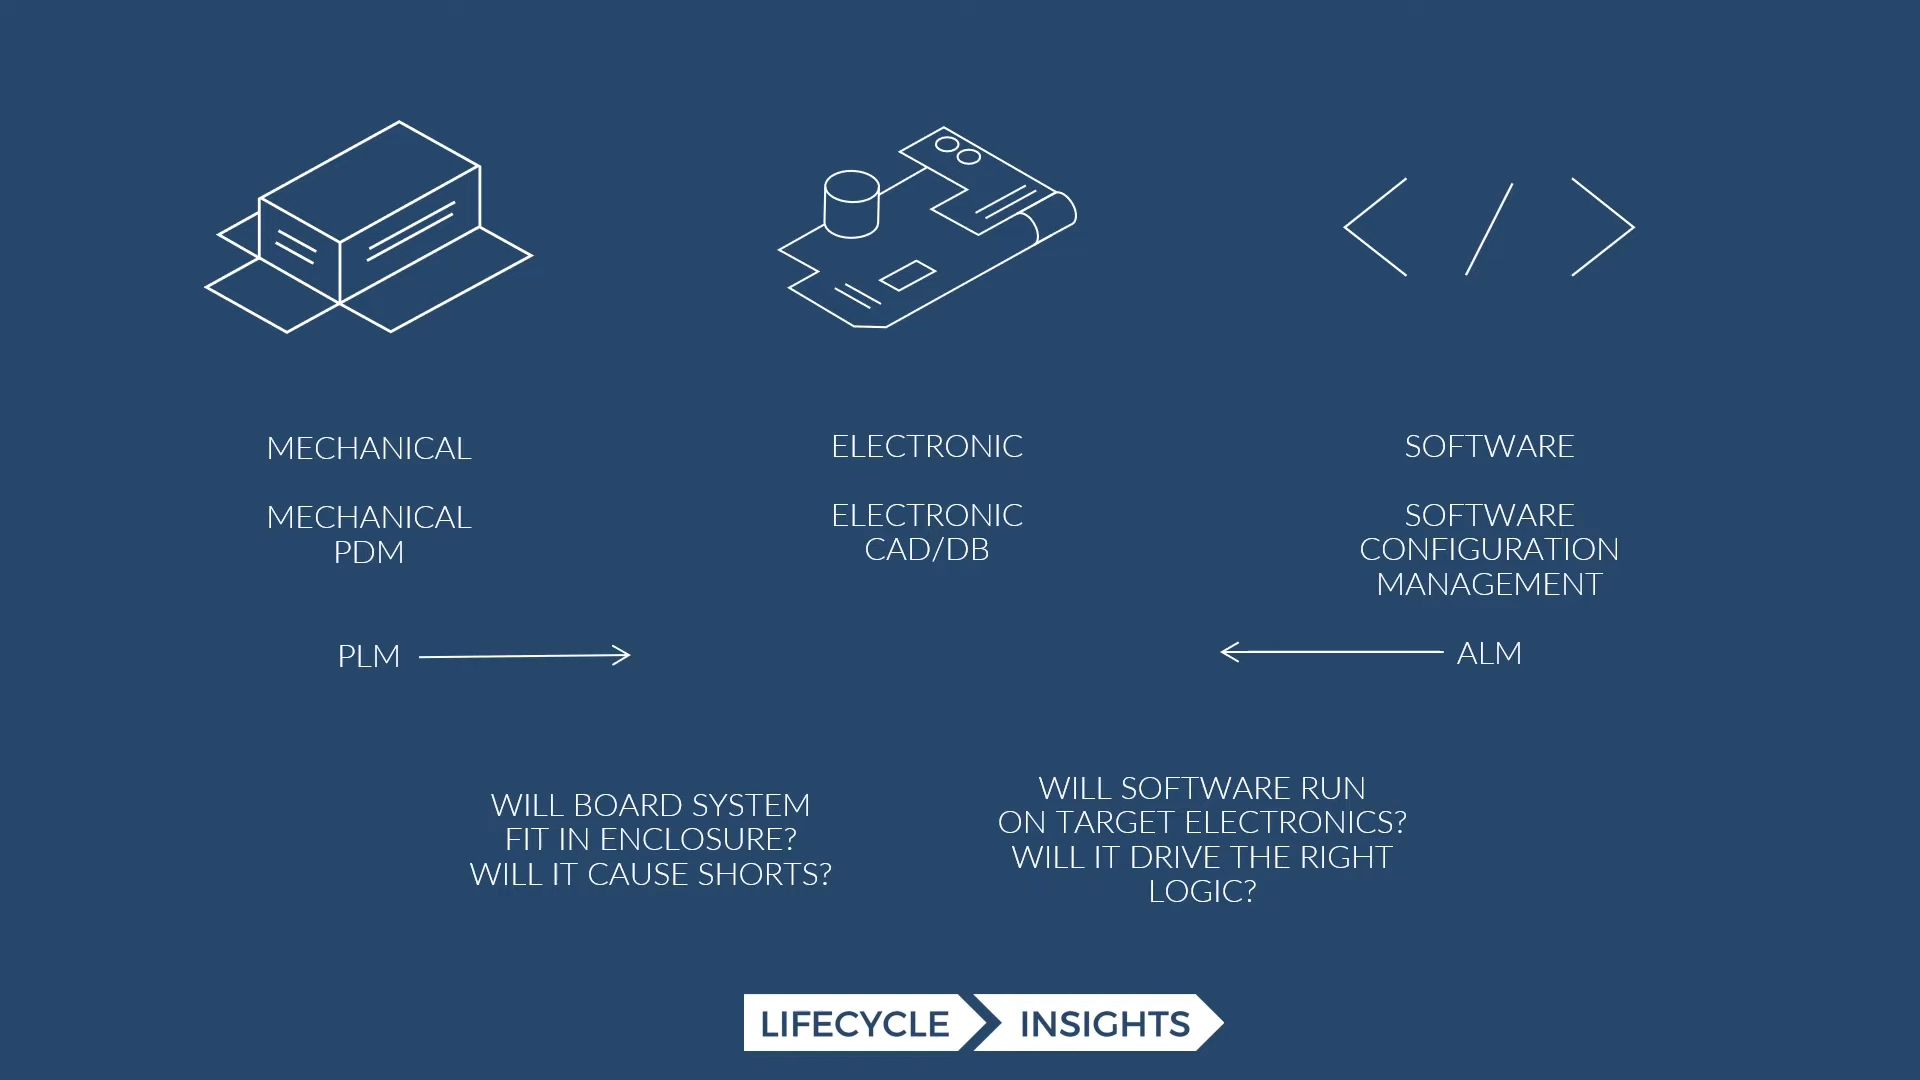 MECHANICAL
ELECTRONIC
SOFTWARE
MECHANICAL
PDM
ELECTRONIC
CAD/DB
SOFTWARE
CONFIGURATION
MANAGEMENT
PLM
ALM
WILL BOARD SYSTEM
FIT IN ENCLOSURE?
WILL IT CAUSE SHORTS?
WILL SOFTWARE RUN
ON TARGET ELECTRONICS?
WILL IT DRIVE THE RIGHT
LOGIC?
LIFECYCLE INSIGHTS